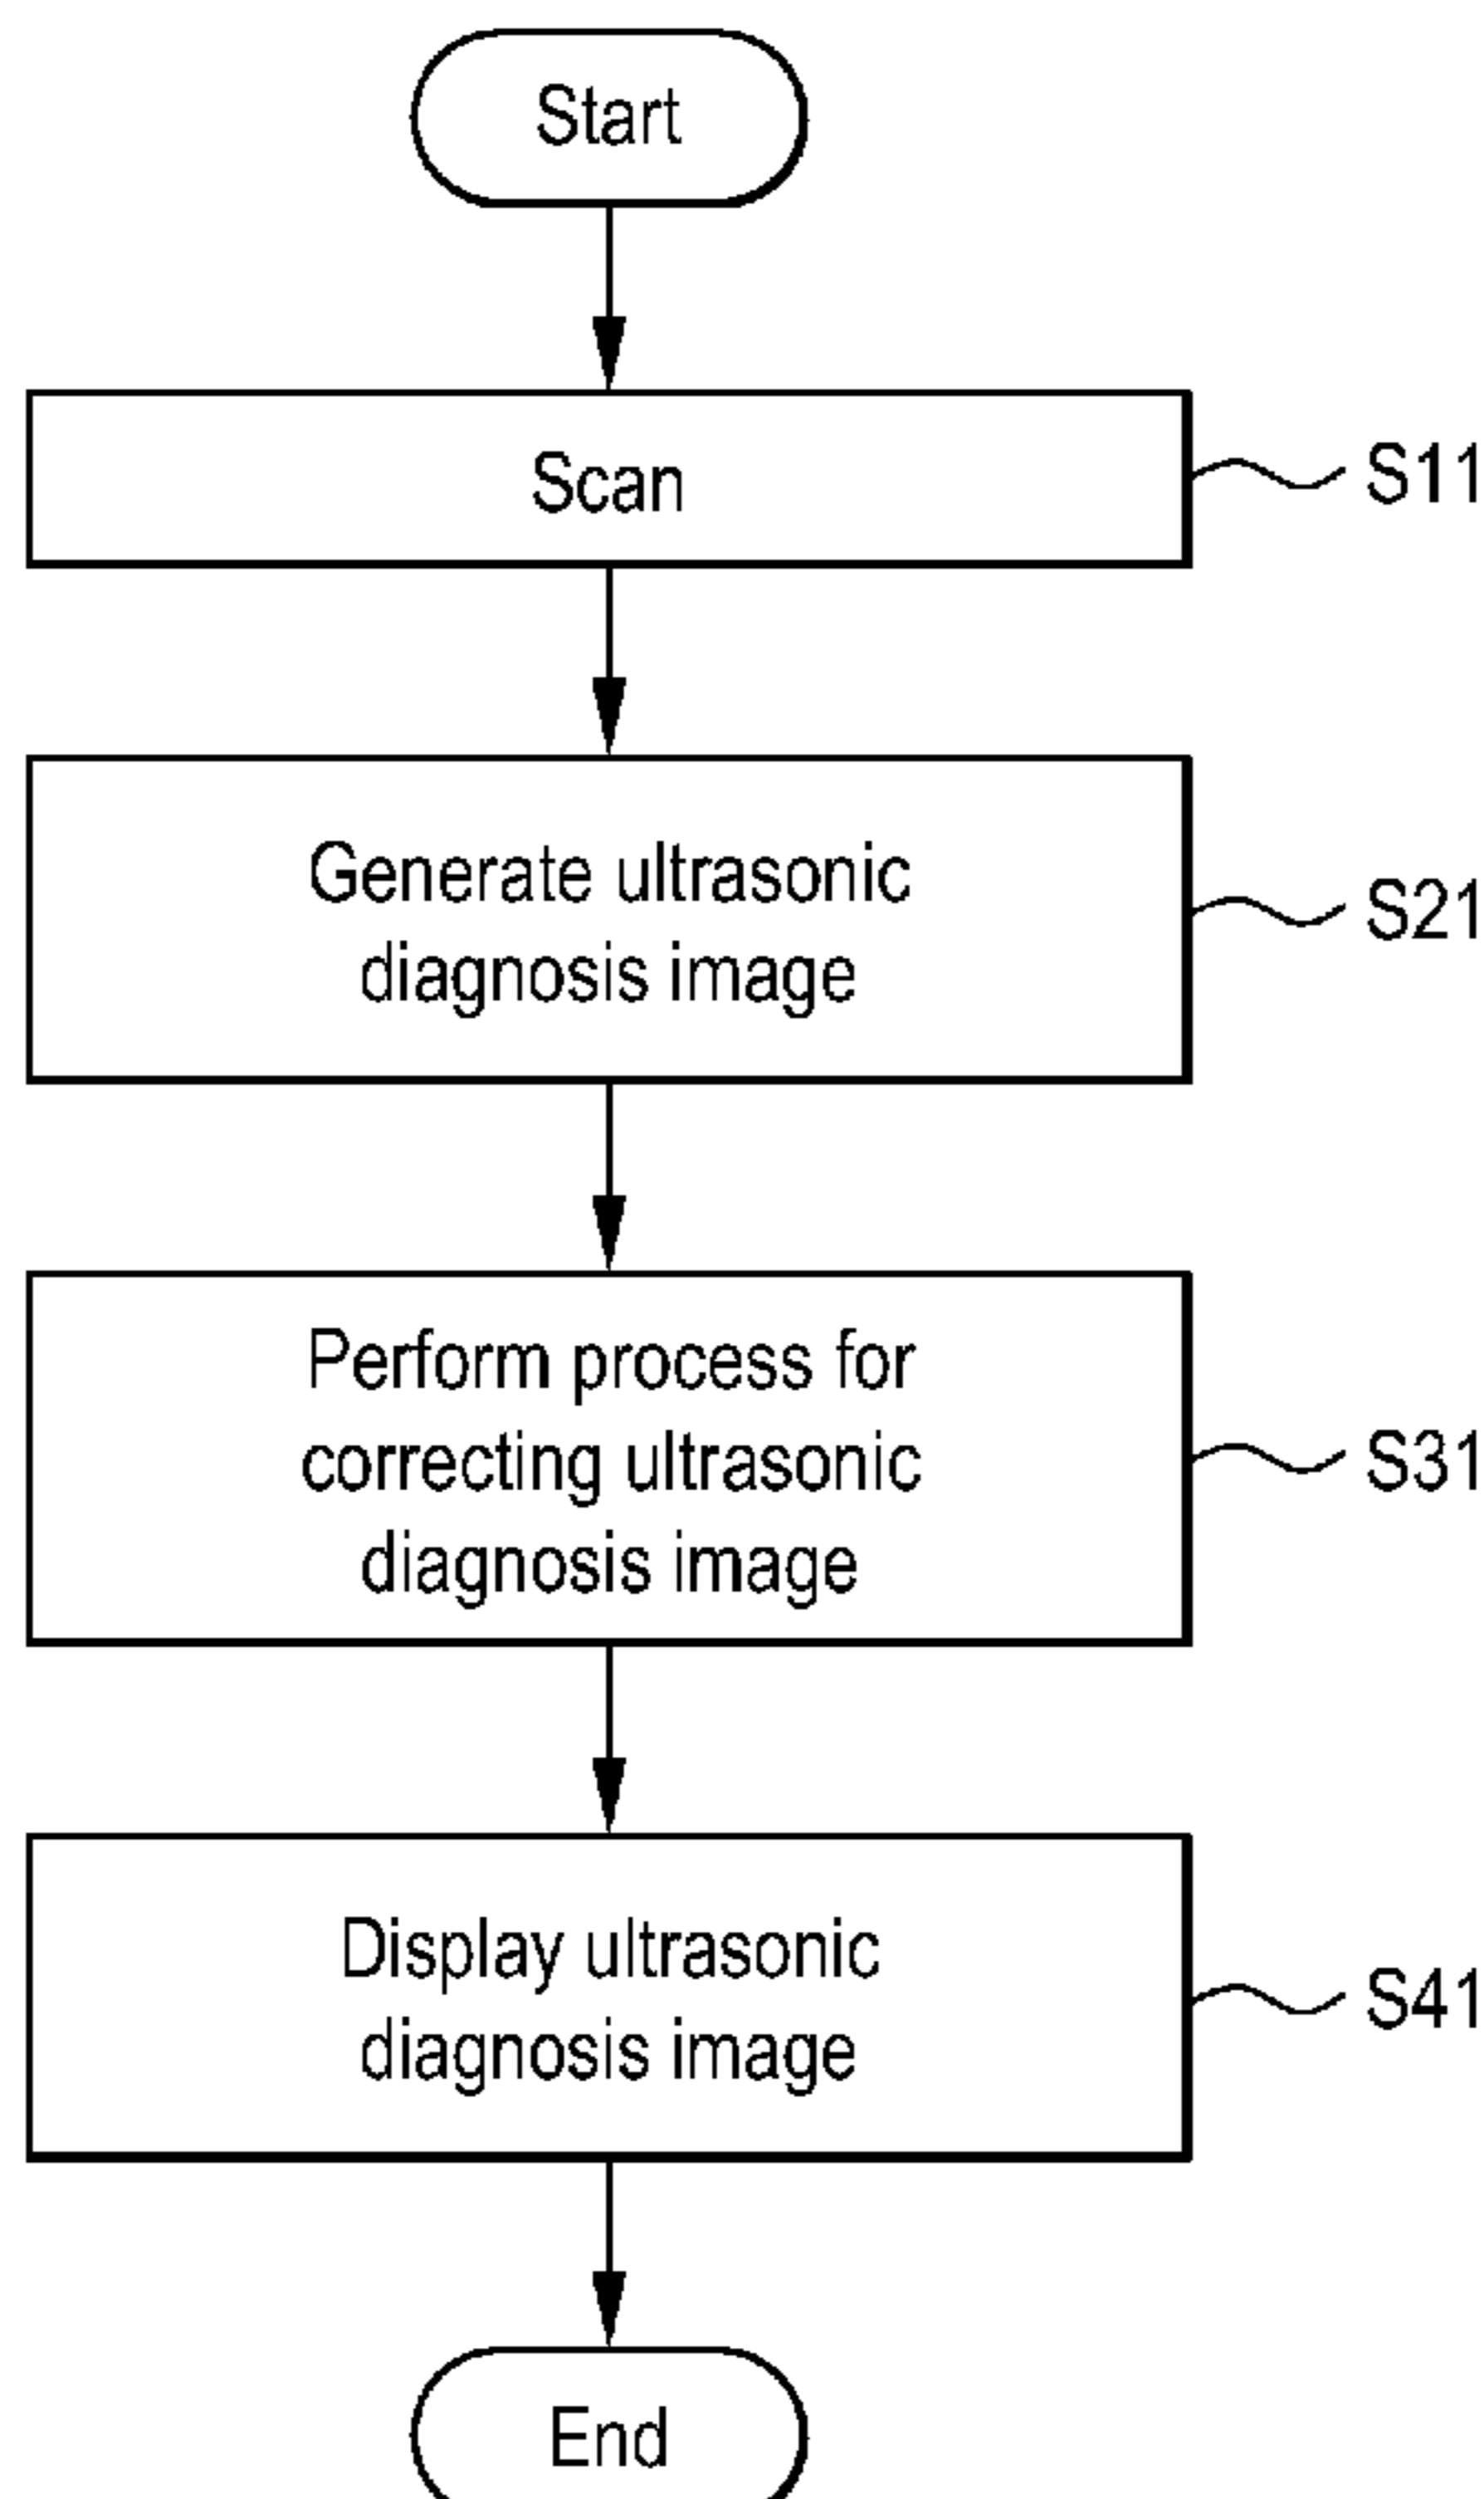 Start
Scan
S11
Generate ultrasonic
diagnosis image
S21
Perform process for
correcting ultrasonic
diagnosis image
S31
Display ultrasonic
diagnosis image
S41
End